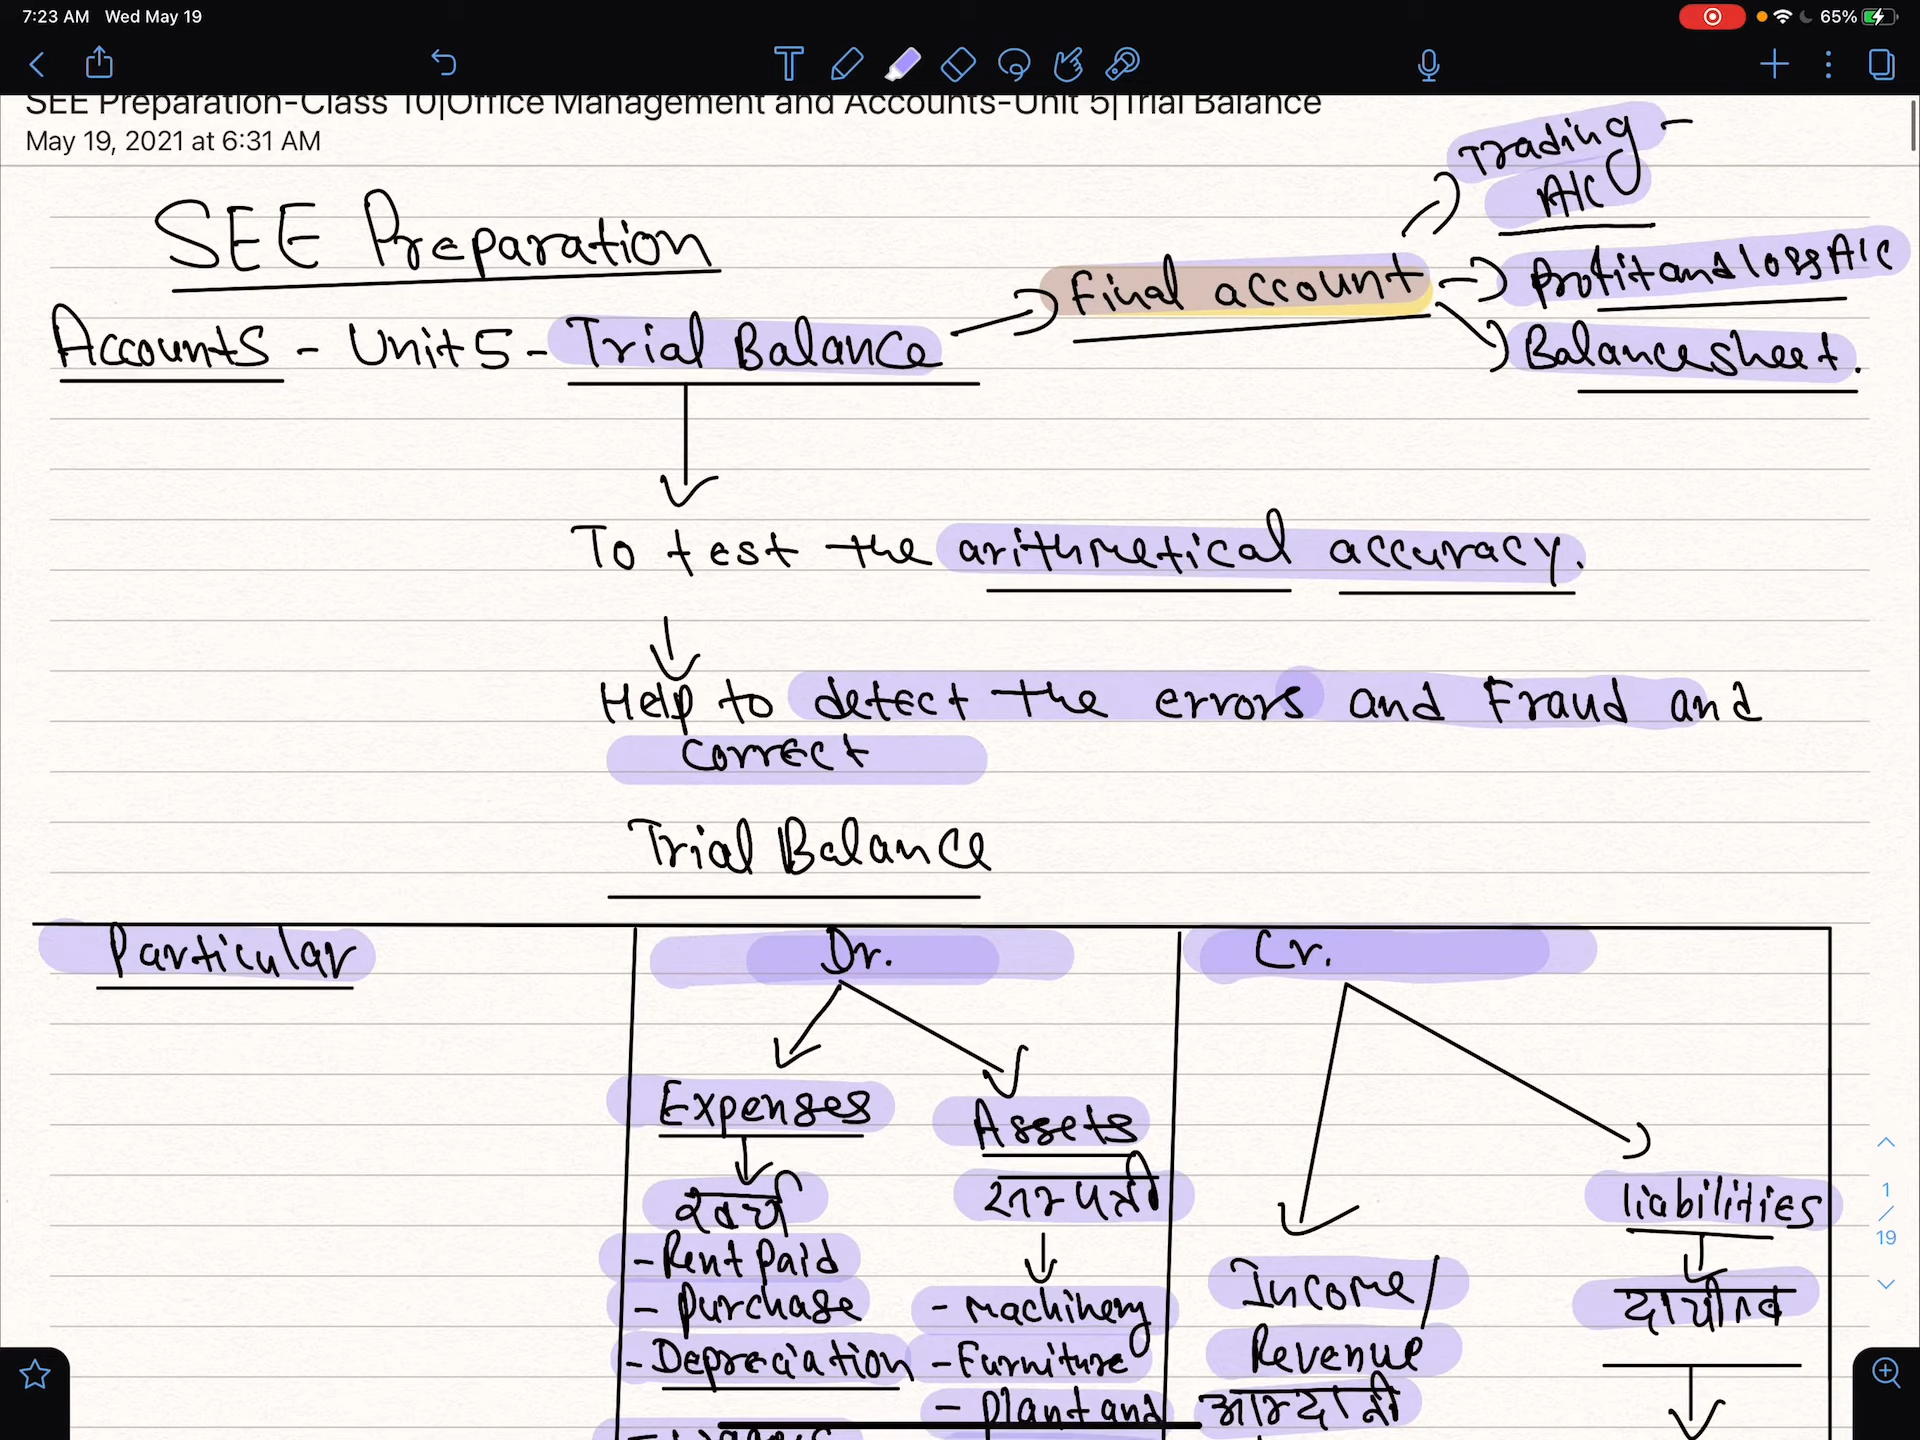 7:23 AM Wed May 19
65%
SEE Preparation-Class 10|Office Management and Accounts-Unit 5|Trial Balance
May 19, 2021 at 6:31 AM
SEE Preparation
Accounts - Unit 5 - Trial Balance
Final account
Trading
A/C
Profit and loss A/C
Balance sheet.
To test the arithmetical accuracy.
Help to detect the errors and Fraud and
correct
Trial Balance
Particular
Dr.
Cr.
Expenses
खर्च
- Rent paid
- Purchase
- Depreciation
Assets
- Machinery
- Furniture
- Plant and
Income/
Revenue
आम्दानी
liabilities
दायीत्व
1
/
19